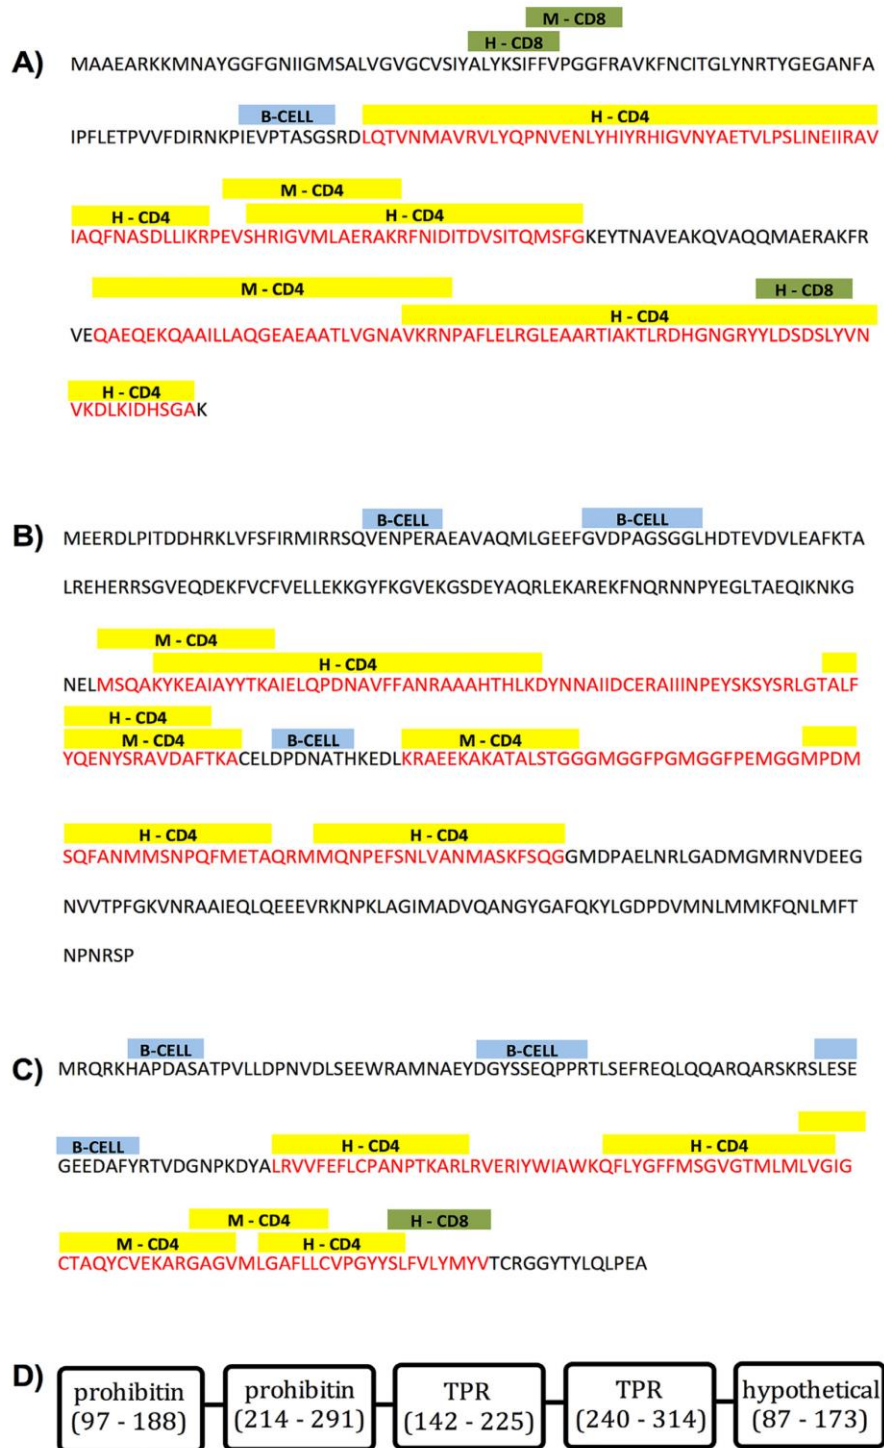 M - CD8
H - CD8
A) MAAEARKKMNAYGGFGNIIGMSALVGVGCVSIYALYKSIFFVPGGFRAVKFNCITGLYNRTYGEGANFA
B-CELL H - CD4
IPFLETPVVFDIRNKPIEVPTASGSRDLQTVNMAVRVLYQPNVENLYHIYRHIGVNYAETVLPSLINEIIRAV
M - CD4
H - CD4 H - CD4
IAQFNASDLLIKRPEVSHRIGVMLAERAKRFNIDITDVSITQMSFGKEYTNAVEAKQVAQQMAERAKFR
M - CD4 H - CD8
H - CD4
VEQAEQEKQAAILLAQGEAEAATLVGNAVKRNPAFLELRGLEAARTIAKTLRDHGNGRYYLDSDSLYVN
H - CD4
VKDLKIDHSGAK
B-CELL B-CELL
B) MEERDLPITDDHRKLVFSFIRMIRRSQVENPERAEAVAQMLGEEFGVDPAGSGGLHDTEVDVLEAFKTA
LREHERRSGVEQDEKFVCFVELLEKKGYFKGVEKGSDEYAQRLEKAREKFNQRNNPYEGLTAEQIKNKG
M - CD4
H - CD4
NELMSQAKYKEAIAYYTKAIELQPDNAVFFANRAAAHTHLKDYNNAIIDCERAIIINPEYSKSYSRLGTALF
H - CD4
M - CD4 B-CELL M - CD4
YQENYSRAVDAFTKACELDPDNATHKEDLKRAEEKAKATALSTGGGMGGFPGMGGFPEMGGMPDM
H - CD4 H - CD4
SQFANMMSNPQFMETAQRMMQNPEFSNLVANMASKFSQGGMDPAELNRLGADMGMRNVDEEG
NVVTPFGKVNRAAIEQLQEEEVRKNPKLAGIMADVQANGYGAFQKYLGDPDVMNLMMKFQNLMFT
NPNRSP
B-CELL B-CELL
C) MRQRKHAPDASATPVLLDPNVDLSEEWRAMNAEYDGYSSEQPPRTLSEFREQLQQARQARSKRSLESE
B-CELL H - CD4 H - CD4
GEEDAFYRTVDGNPKDYALRVVFEFLCPANPTKARLRVERIYWIAWKQFLYGFFMSGVGTMLMLVGIG
M - CD4 H - CD8
M - CD4 H - CD4
CTAQYCVEKARGAGVMLGAFLLCVPGYYSLFVLYMYVTCRGGYTYLQLPEA
D) prohibitin prohibitin TPR TPR hypothetical
(97 - 188) (214 - 291) (142 - 225) (240 - 314) (87 - 173)